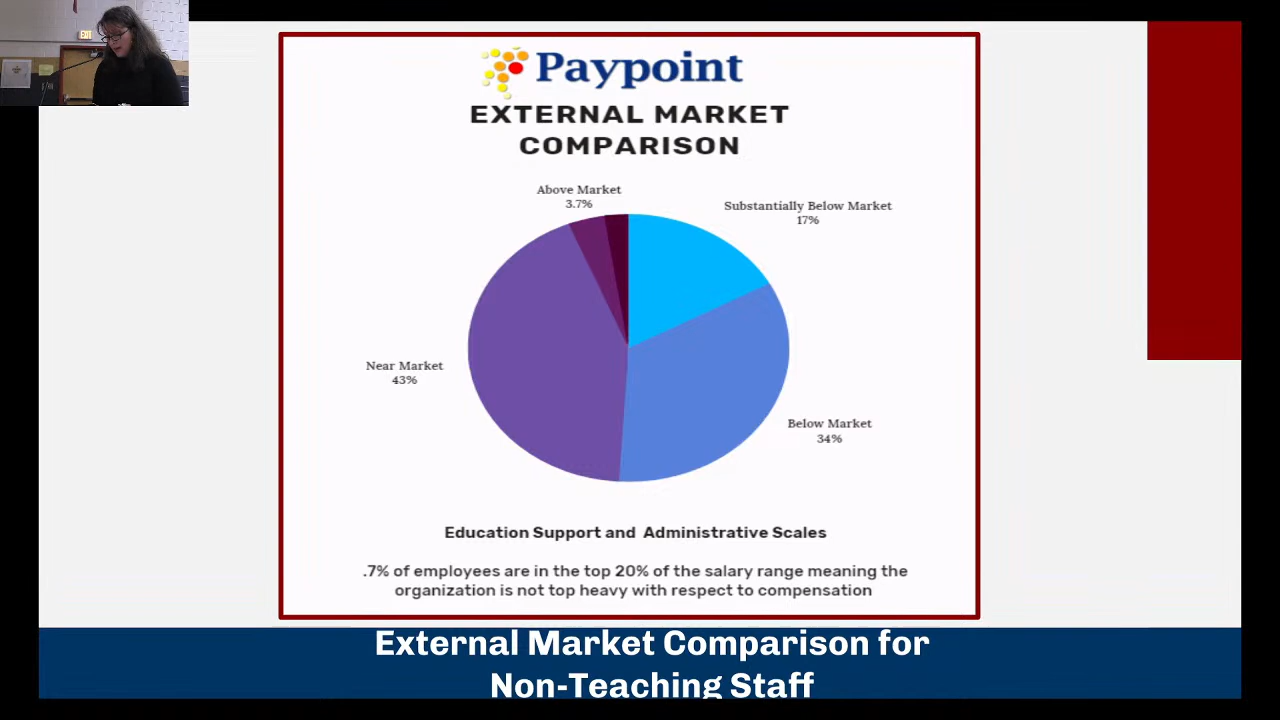 EXIT
Paypoint
EXTERNAL MARKET
COMPARISON
Above Market
3.7%
Substantially Below Market
17%
Near Market
43%
Below Market
34%
Education Support and Administrative Scales
.7% of employees are in the top 20% of the salary range meaning the
organization is not top heavy with respect to compensation
External Market Comparison for
Non-Teaching Staff